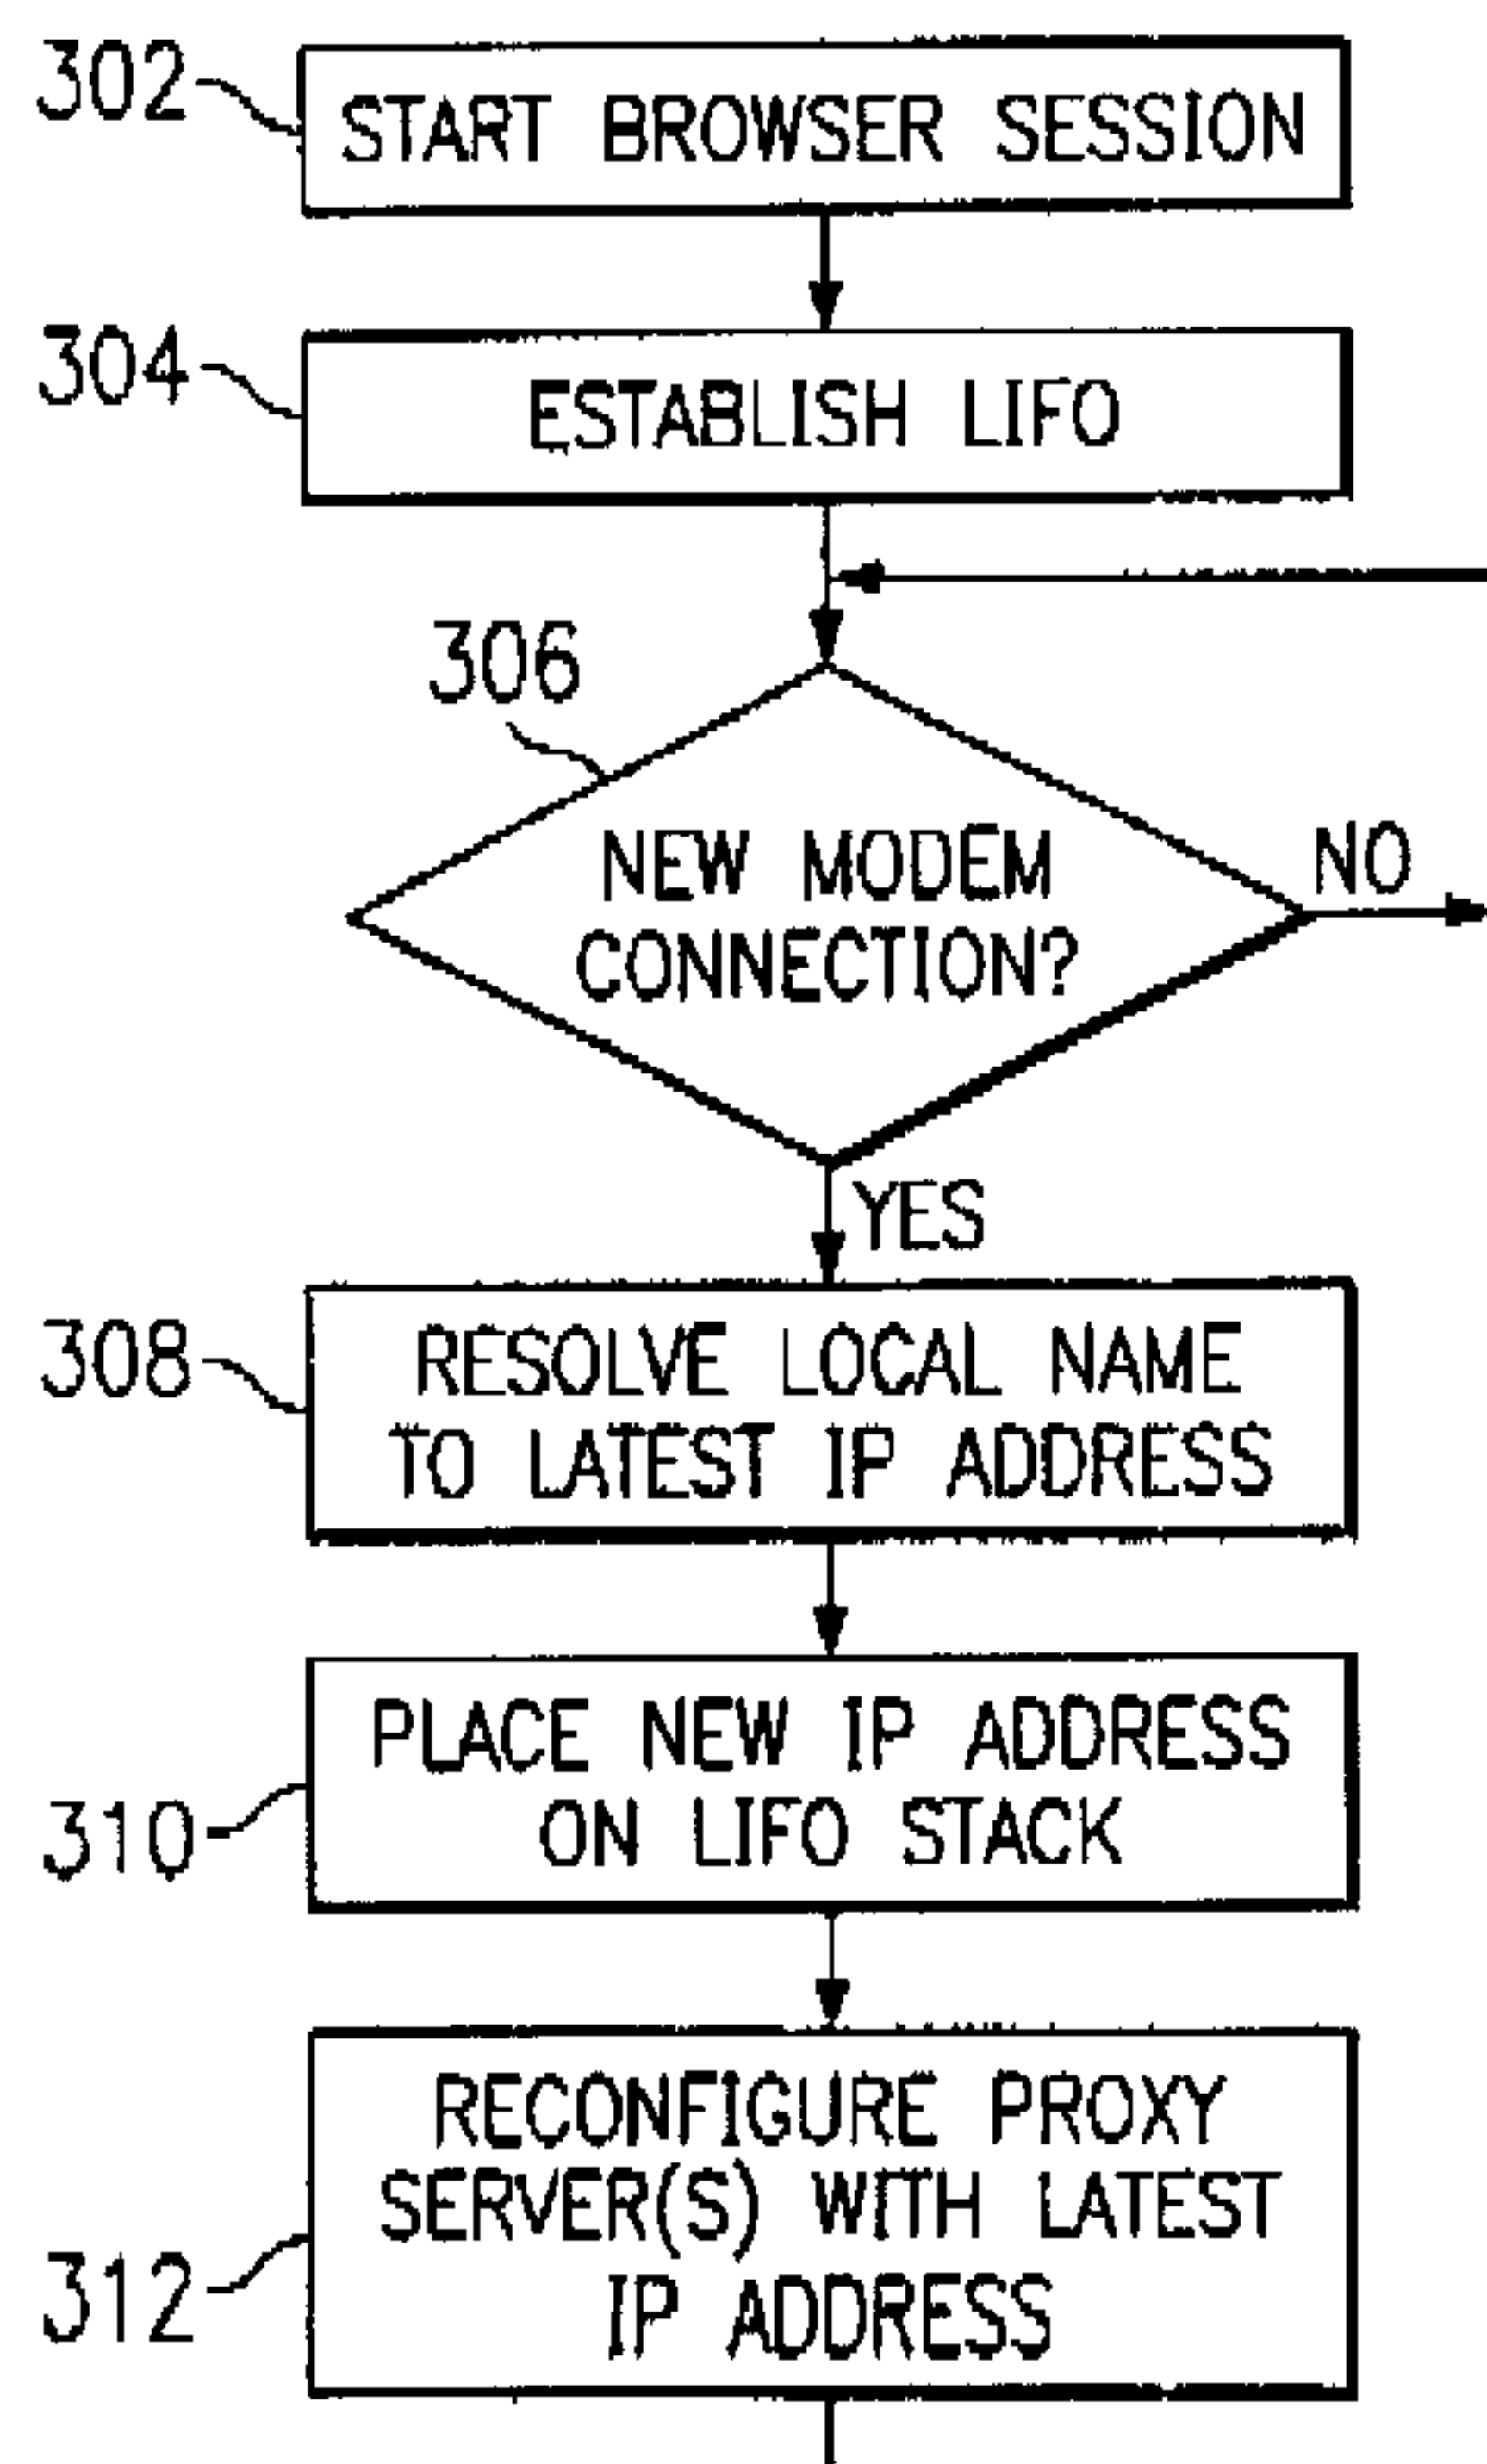 302
START BROWSER SESSION
304
ESTABLISH LIFO
306
NEW MODEM
CONNECTION?
NO
YES
308
RESOLVE LOCAL NAME
TO LATEST IP ADDRESS
310
PLACE NEW IP ADDRESS
ON LIFO STACK
312
RECONFIGURE PROXY
SERVER(S) WITH LATEST
IP ADDRESS